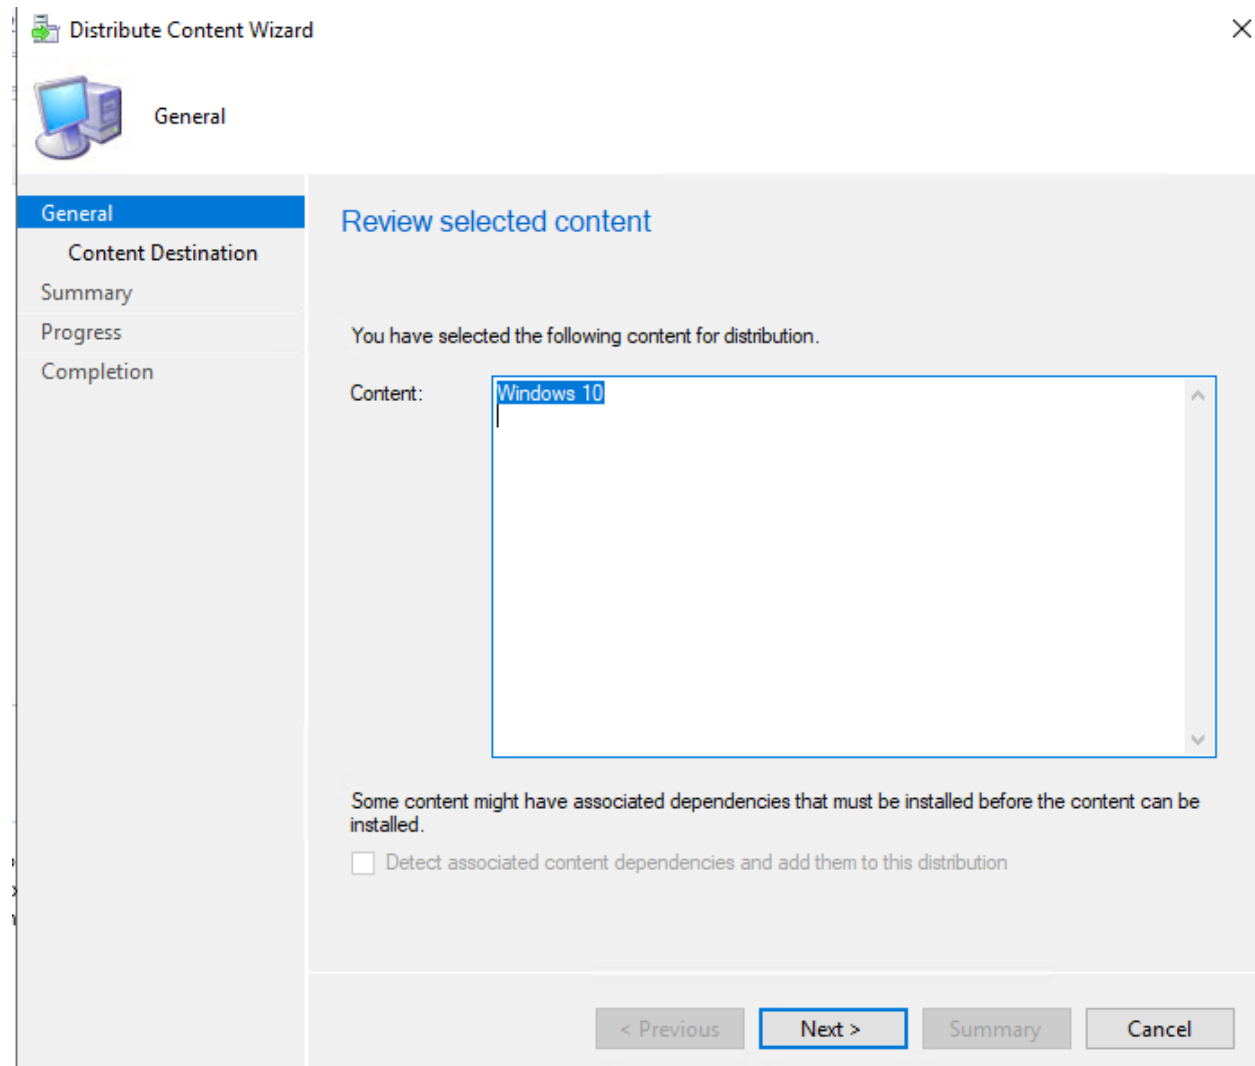 Distribute Content Wizard
General
General
Content Destination
Summary
Progress
Completion
Review selected content
You have selected the following content for distribution.
Content:
Windows 10
Some content might have associated dependencies that must be installed before the content can be
installed.
Detect associated content dependencies and add them to this distribution
< Previous
Next >
Summary
Cancel